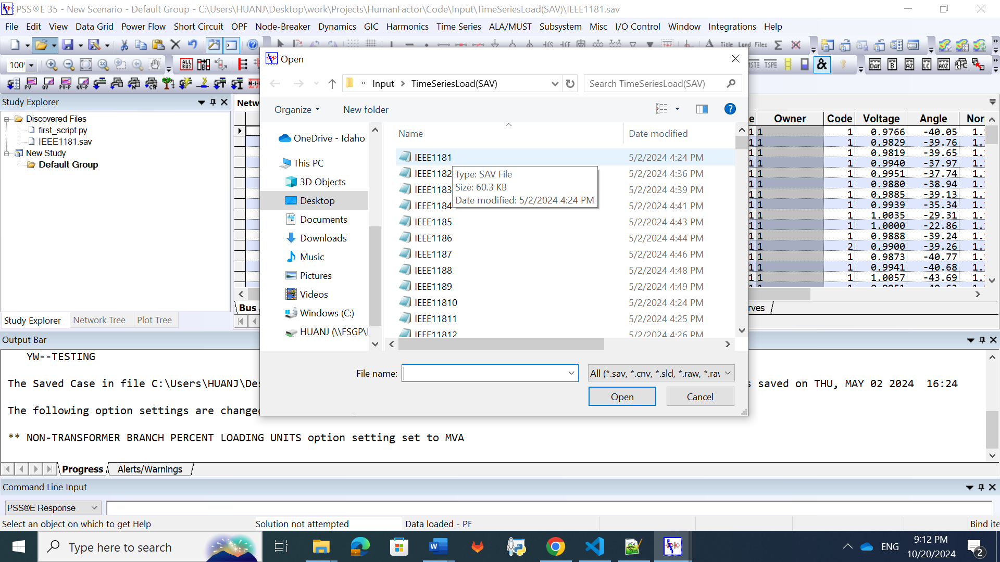 PSS®E 35 - New Scenario - Default Group - C:\Users\HUANJ\Desktop\work\Projects\HumanFactor\Code\Input\TimeSeriesLoad(SAV)\IEEE1181.sav
File Edit View Data Grid Power Flow Short Circuit OPF Node-Breaker Dynamics GIC Harmonics Time Series ALA/MUST Subsystem Misc I/O Control Window Integrations Help
Title Files
100%
ALL BUS
TSPE
DAT B AZ LC AOZ
PV QV PV-P QV-P
Open
Input TimeSeriesLoad(SAV)
Search TimeSeriesLoad(SAV)
Organize New folder
Study Explorer
Discovered Files
first_script.py
IEEE1181.sav
New Study
Default Group
Study Explorer Network Tree Plot Tree
Netw
Bus
OneDrive - Idaho
This PC
3D Objects
Desktop
Documents
Downloads
Music
Pictures
Videos
Windows (C:)
HUANJ (\\FSGP\
Name Date modified
IEEE1181 5/2/2024 4:24 PM
IEEE1182 5/2/2024 4:36 PM
IEEE1183 5/2/2024 4:39 PM
IEEE1184 5/2/2024 4:41 PM
IEEE1185 5/2/2024 4:43 PM
IEEE1186 5/2/2024 4:44 PM
IEEE1187 5/2/2024 4:46 PM
IEEE1188 5/2/2024 4:48 PM
IEEE1189 5/2/2024 4:49 PM
IEEE11810 5/2/2024 4:24 PM
IEEE11811 5/2/2024 4:25 PM
IEEE11812 5/2/2024 4:26 PM
Type: SAV File
Size: 60.3 KB
Date modified: 5/2/2024 4:24 PM
File name:
All (*.sav, *.cnv, *.sld, *.raw, *.rav
Open Cancel
e Owner Code Voltage Angle Nor
1 1 1 0.9766 -40.05 1.
1 1 1 0.9829 -39.76 1.
1 1 1 0.9819 -39.65 1.
1 1 1 0.9940 -37.97 1.
1 1 1 0.9951 -37.74 1.
1 1 1 0.9880 -38.94 1.
1 1 1 0.9885 -39.13 1.
1 1 1 0.9939 -35.34 1.
1 1 1 1.0035 -29.31 1.
1 1 1 1.0000 -22.86 1.
1 1 1 0.9888 -39.24 1.
1 1 2 0.9900 -39.26 1.
1 1 1 0.9873 -40.77 1.
1 1 1 0.9941 -40.68 1.
1 1 1 1.0057 -43.69 1.
rves
Output Bar
YW--TESTING
The Saved Case in file C:\Users\HUANJ\De s saved on THU, MAY 02 2024 16:24
The following option settings are changed
** NON-TRANSFORMER BRANCH PERCENT LOADING UNITS option setting set to MVA
Progress Alerts/Warnings
Command Line Input
PSS®E Response
Select an object on which to get Help Solution not attempted Data loaded - PF Bind ite
Type here to search
ENG
9:12 PM
10/20/2024
2